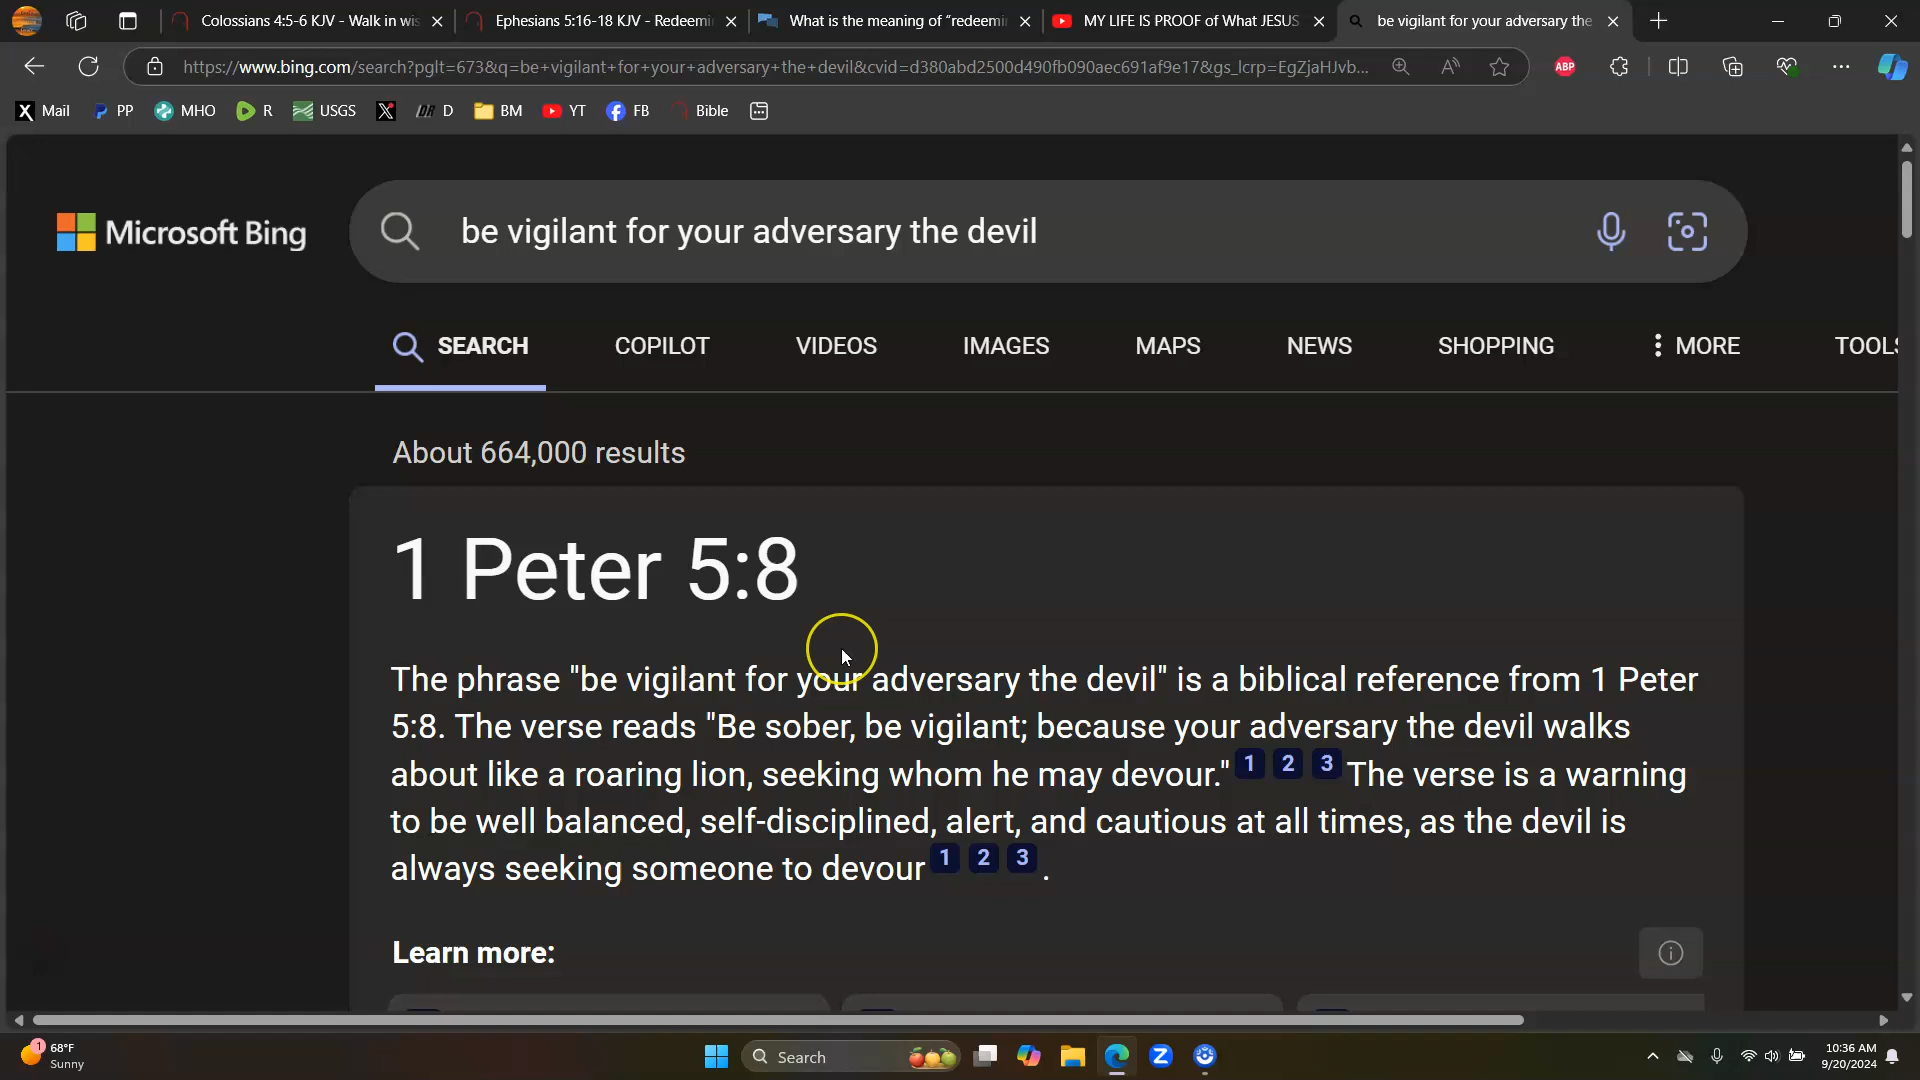 Colossians 4:5-6 KJV - Walk in wis
Ephesians 5:16-18 KJV - Redeemi
What is the meaning of "redeemi
MY LIFE IS PROOF of What JESUS
be vigilant for your adversary the
https://www.bing.com/search?pglt=673&q=be+vigilant+for+your+adversary+the+devil&cvid=d380abd2500d490fb090aec691af9e17&gs_lcrp=EgZjaHJvb...
ABP
Mail PP MHO R USGS D BM YT FB Bible
Microsoft Bing
be vigilant for your adversary the devil
SEARCH COPILOT VIDEOS IMAGES MAPS NEWS SHOPPING MORE TOOLS
About 664,000 results
1 Peter 5:8
The phrase "be vigilant for your adversary the devil" is a biblical reference from 1 Peter
5:8. The verse reads "Be sober, be vigilant; because your adversary the devil walks
about like a roaring lion, seeking whom he may devour." 1 2 3 The verse is a warning
to be well balanced, self-disciplined, alert, and cautious at all times, as the devil is
always seeking someone to devour 1 2 3 .
Learn more:
1
68°F
Sunny
Search
Z
10:36 AM
9/20/2024